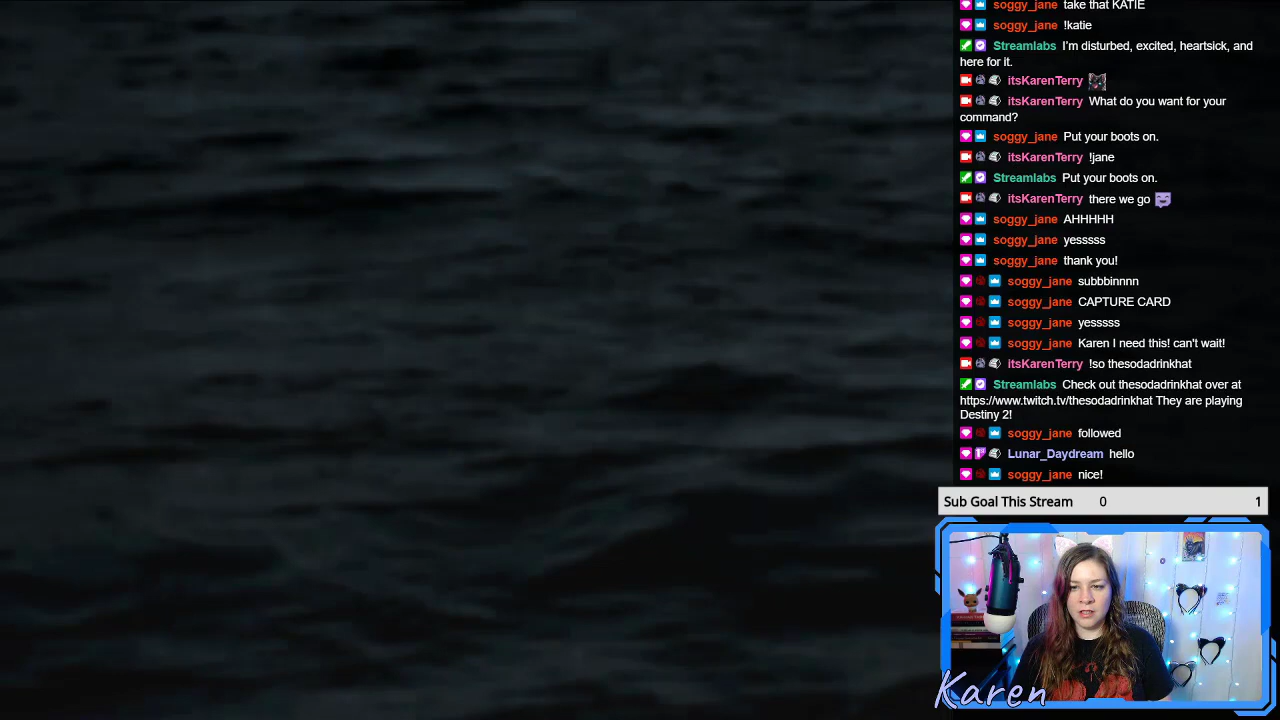 soggy_jane take that KATIE
soggy_jane !katie
Streamlabs I'm disturbed, excited, heartsick, and
here for it.
itsKarenTerry
itsKarenTerry What do you want for your
command?
soggy_jane Put your boots on.
itsKarenTerry !jane
Streamlabs Put your boots on.
itsKarenTerry there we go
soggy_jane AHHHHH
soggy_jane yesssss
soggy_jane thank you!
soggy_jane subbbinnnn
soggy_jane CAPTURE CARD
soggy_jane yesssss
soggy_jane Karen I need this! can't wait!
itsKarenTerry !so thesodadrinkhat
Streamlabs Check out thesodadrinkhat over at
https://www.twitch.tv/thesodadrinkhat They are playing
Destiny 2!
soggy_jane followed
Lunar_Daydream hello
soggy_jane nice!
Sub Goal This Stream 0 1
Karen